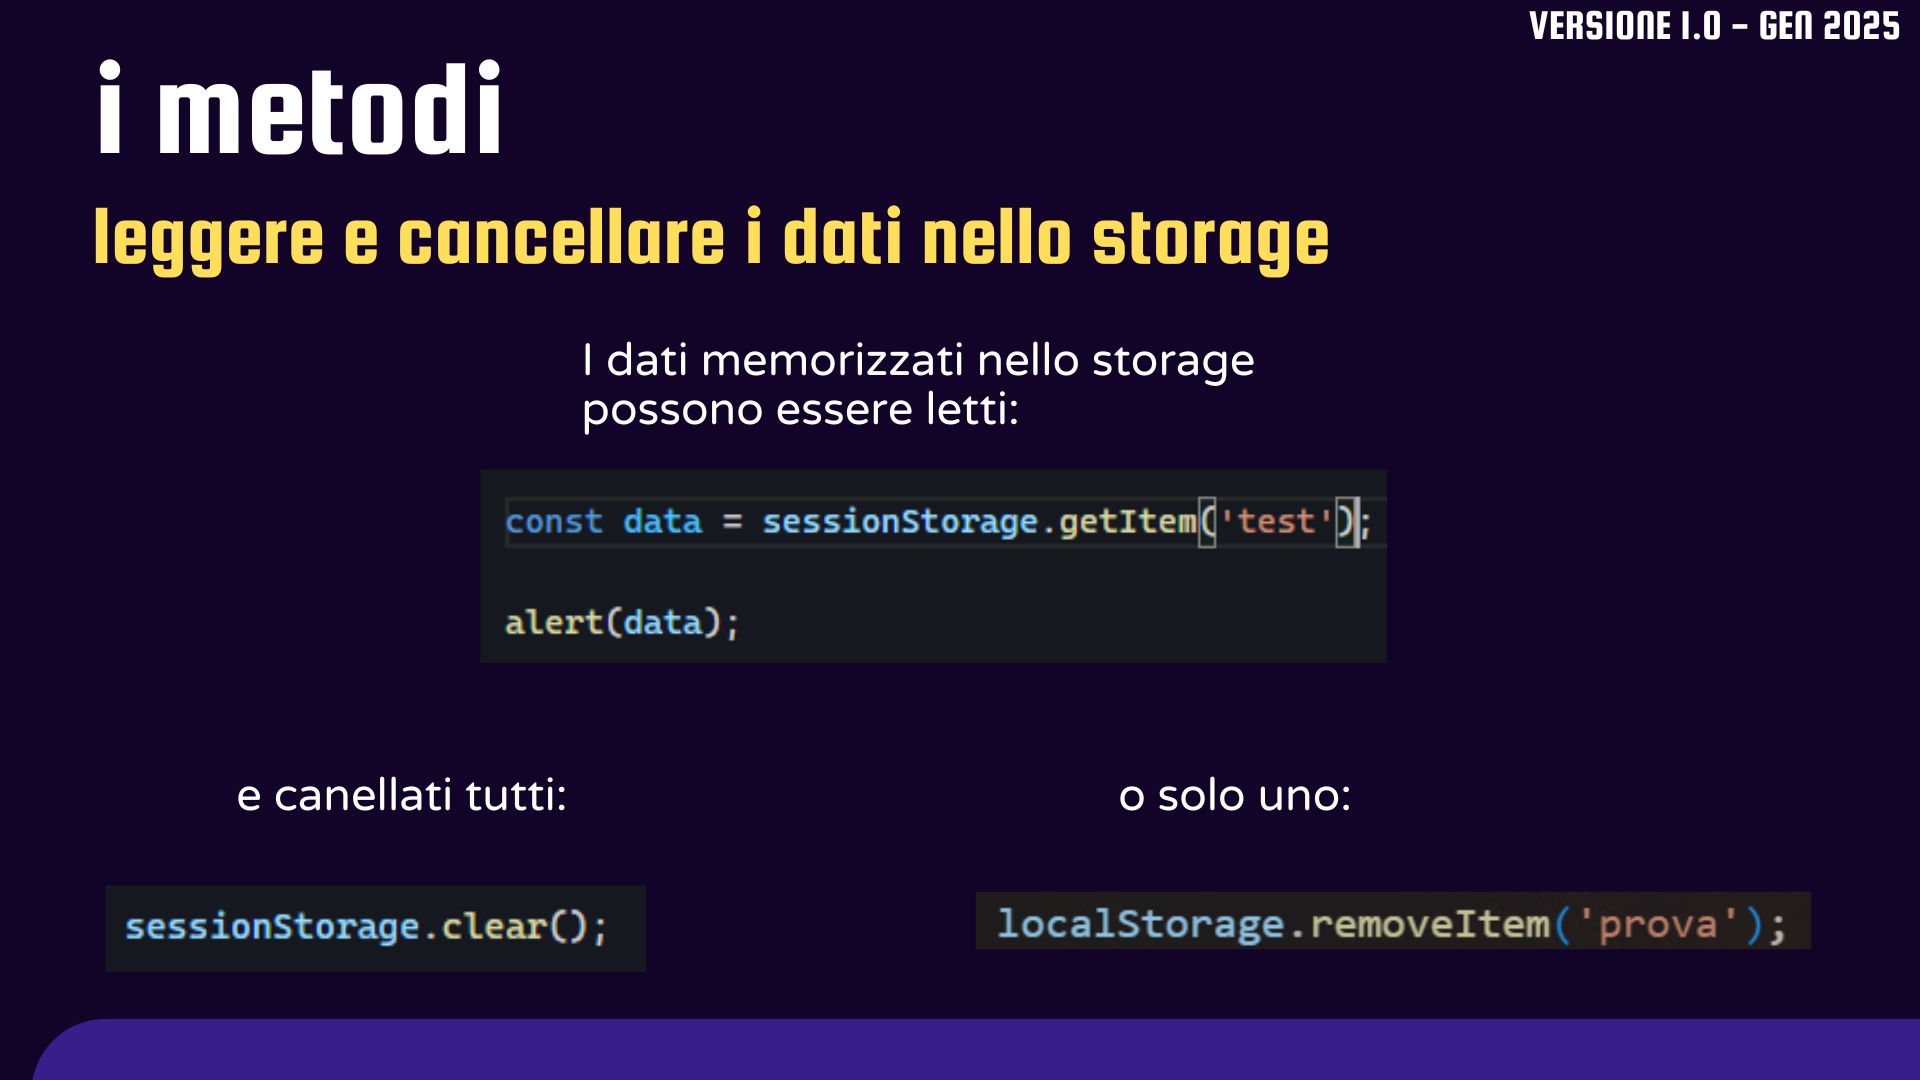 VERSIONE 1.0 - GEN 2025
i metodi
leggere e cancellare i dati nello storage
I dati memorizzati nello storage
possono essere letti:
const data = sessionStorage.getItem('test');
alert(data);
e canellati tutti:
o solo uno:
sessionStorage.clear();
localStorage.removeItem('prova');